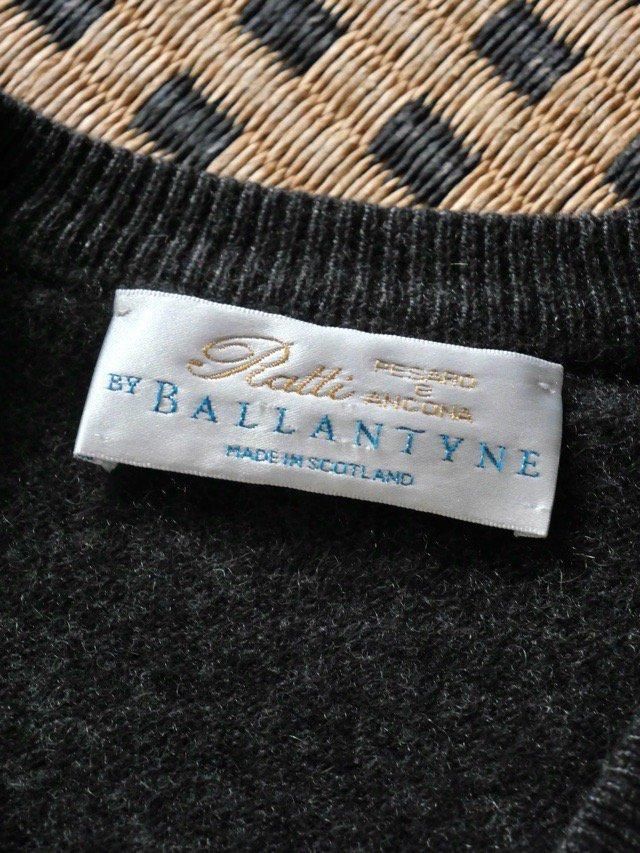 Ratti PESARO
e
ANCONA
BY BALLANTYNE
MADE IN SCOTLAND